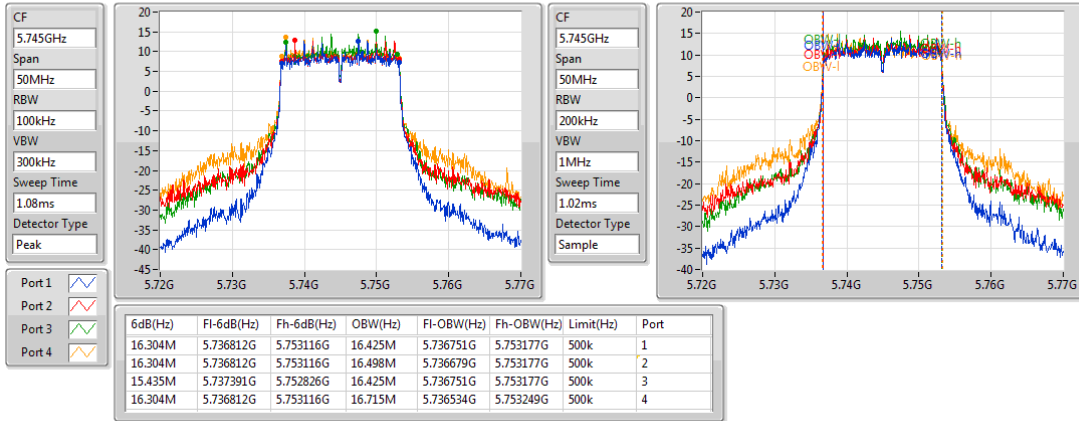 CF
5.745GHz
Span
50MHz
RBW
100kHz
VBW
300kHz
Sweep Time
1.08ms
Detector Type
Peak
20
15
10
5
0
-5
-10
-15
-20
-25
-30
-35
-40
-45
5.72G 5.73G 5.74G 5.75G 5.76G 5.77G
CF
5.745GHz
Span
50MHz
RBW
200kHz
VBW
1MHz
Sweep Time
1.02ms
Detector Type
Sample
20
15
10
5
0
-5
-10
-15
-20
-25
-30
-35
-40
OBW-l
5.72G 5.73G 5.74G 5.75G 5.76G 5.77G
Port 1
Port 2
Port 3
Port 4
6dB(Hz) Fl-6dB(Hz) Fh-6dB(Hz) OBW(Hz) Fl-OBW(Hz) Fh-OBW(Hz) Limit(Hz) Port
16.304M 5.736812G 5.753116G 16.425M 5.736751G 5.753177G 500k 1
16.304M 5.736812G 5.753116G 16.498M 5.736679G 5.753177G 500k 2
15.435M 5.737391G 5.752826G 16.425M 5.736751G 5.753177G 500k 3
16.304M 5.736812G 5.753116G 16.715M 5.736534G 5.753249G 500k 4